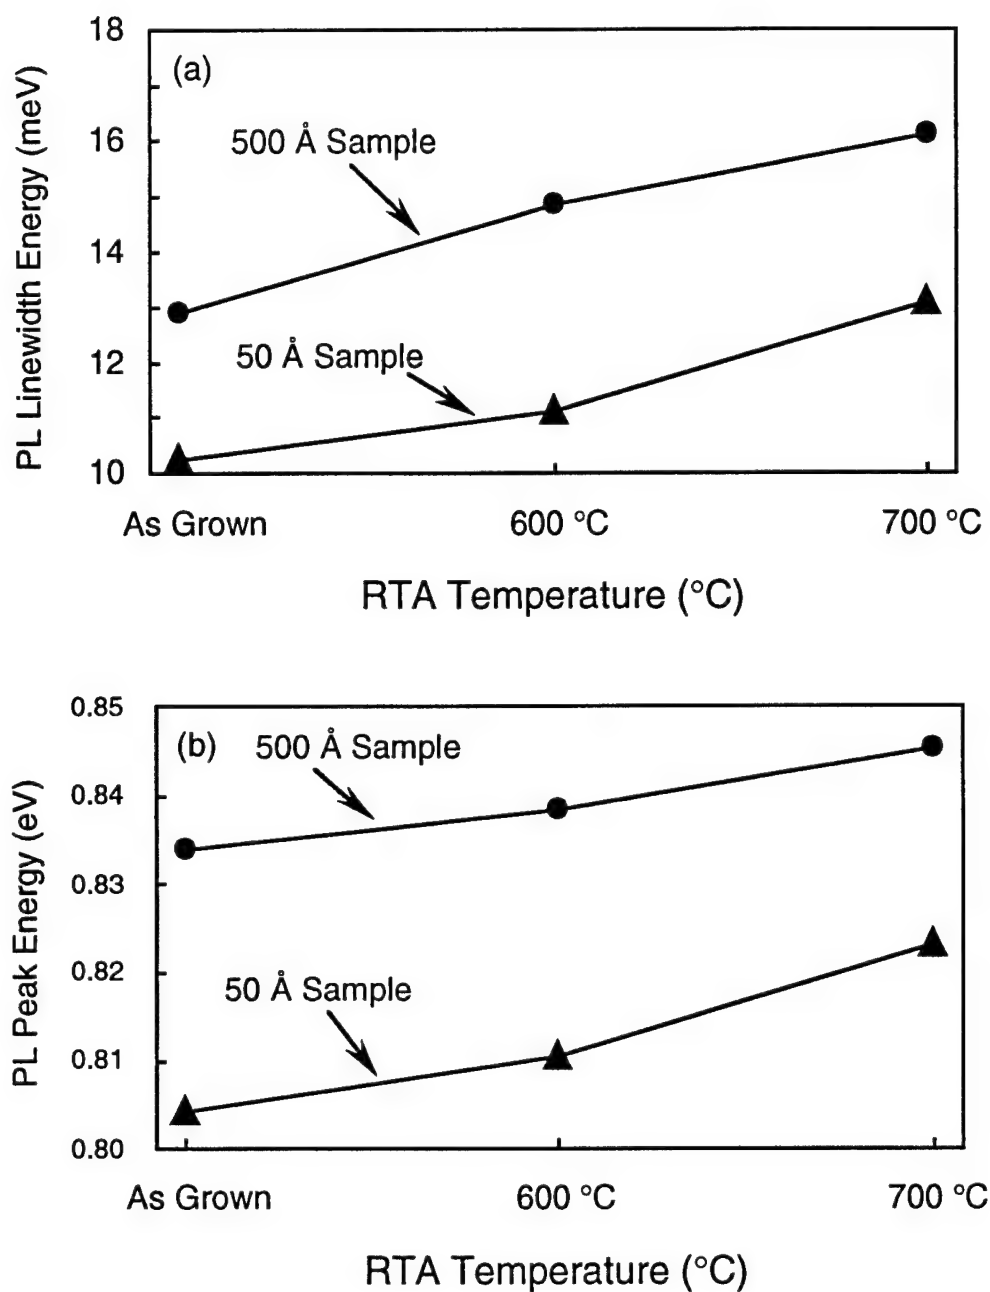 18
(a)
500 Å Sample
16
14
50 Å Sample
12
10
PL Linewidth Energy (meV)
As Grown 600 °C 700 °C
RTA Temperature (°C)
0.85
(b) 500 Å Sample
0.84
0.83
0.82
50 Å Sample
0.81
0.80
PL Peak Energy (eV)
As Grown 600 °C 700 °C
RTA Temperature (°C)